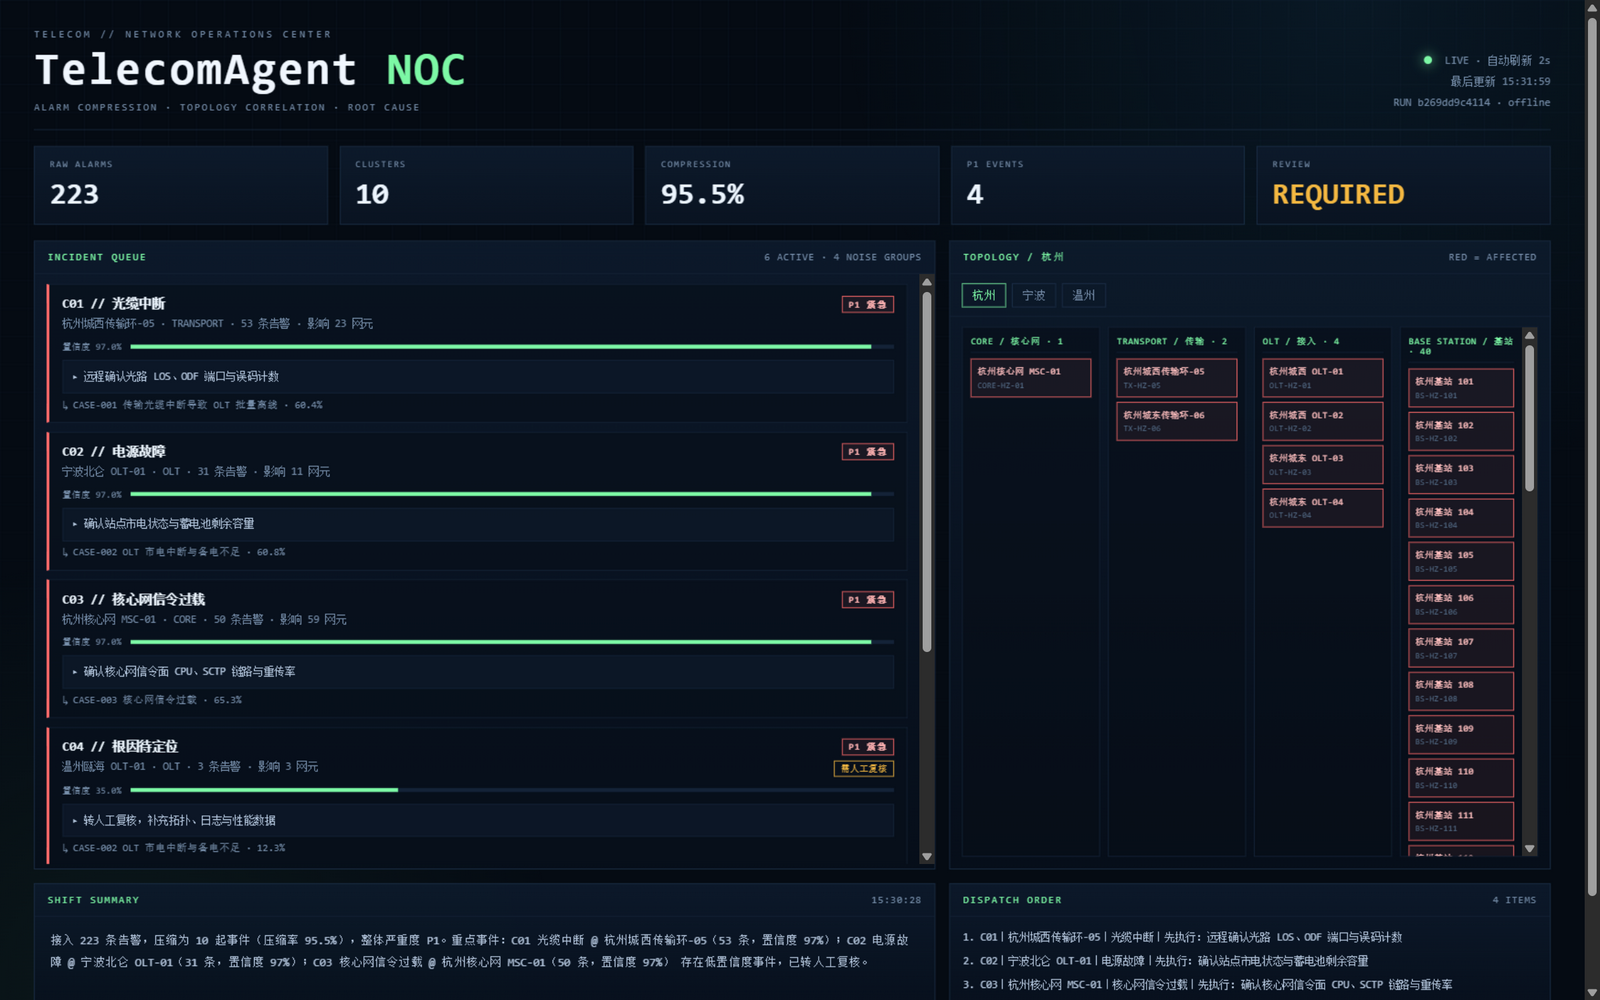 TELECOM // NETWORK OPERATIONS CENTER
TelecomAgent NOC
ALARM COMPRESSION · TOPOLOGY CORRELATION · ROOT CAUSE
LIVE · 自动刷新 2s
最后更新 15:31:59
RUN b269dd9c4114 · offline
RAW ALARMS
223
CLUSTERS
10
COMPRESSION
95.5%
P1 EVENTS
4
REVIEW
REQUIRED
INCIDENT QUEUE
6 ACTIVE · 4 NOISE GROUPS
C01 // 光缆中断
P1 紧急
杭州城西传输环-05 · TRANSPORT · 53 条告警 · 影响 23 网元
置信度 97.0%
▸ 远程确认光路 LOS、ODF 端口与误码计数
↳ CASE-001 传输光缆中断导致 OLT 批量离线 · 60.4%
C02 // 电源故障
P1 紧急
宁波北仑 OLT-01 · OLT · 31 条告警 · 影响 11 网元
置信度 97.0%
▸ 确认站点市电状态与蓄电池剩余容量
↳ CASE-002 OLT 市电中断与备电不足 · 60.8%
C03 // 核心网信令过载
P1 紧急
杭州核心网 MSC-01 · CORE · 50 条告警 · 影响 59 网元
置信度 97.0%
▸ 确认核心网信令面 CPU、SCTP 链路与重传率
↳ CASE-003 核心网信令过载 · 65.3%
C04 // 根因待定位
P1 紧急
温州瓯海 OLT-01 · OLT · 3 条告警 · 影响 3 网元
需人工复核
置信度 35.0%
▸ 转人工复核，补充拓扑、日志与性能数据
↳ CASE-002 OLT 市电中断与备电不足 · 12.3%
TOPOLOGY / 杭州
RED = AFFECTED
杭州 宁波 温州
CORE / 核心网 · 1
杭州核心网 MSC-01
CORE-HZ-01
TRANSPORT / 传输 · 2
杭州城西传输环-05
TX-HZ-05
杭州城东传输环-06
TX-HZ-06
OLT / 接入 · 4
杭州城西 OLT-01
OLT-HZ-01
杭州城西 OLT-02
OLT-HZ-02
杭州城东 OLT-03
OLT-HZ-03
杭州城东 OLT-04
OLT-HZ-04
BASE STATION / 基站
· 40
杭州基站 101
BS-HZ-101
杭州基站 102
BS-HZ-102
杭州基站 103
BS-HZ-103
杭州基站 104
BS-HZ-104
杭州基站 105
BS-HZ-105
杭州基站 106
BS-HZ-106
杭州基站 107
BS-HZ-107
杭州基站 108
BS-HZ-108
杭州基站 109
BS-HZ-109
杭州基站 110
BS-HZ-110
杭州基站 111
BS-HZ-111
SHIFT SUMMARY
15:30:28
接入 223 条告警，压缩为 10 起事件（压缩率 95.5%），整体严重度 P1。重点事件：C01 光缆中断 @ 杭州城西传输环-05（53 条，置信度 97%）；C02 电源故
障 @ 宁波北仑 OLT-01（31 条，置信度 97%）；C03 核心网信令过载 @ 杭州核心网 MSC-01（50 条，置信度 97%） 存在低置信度事件，已转人工复核。
DISPATCH ORDER
4 ITEMS
1. C01｜杭州城西传输环-05｜光缆中断｜先执行：远程确认光路 LOS、ODF 端口与误码计数
2. C02｜宁波北仑 OLT-01｜电源故障｜先执行：确认站点市电状态与蓄电池剩余容量
3. C03｜杭州核心网 MSC-01｜核心网信令过载｜先执行：确认核心网信令面 CPU、SCTP 链路与重传率